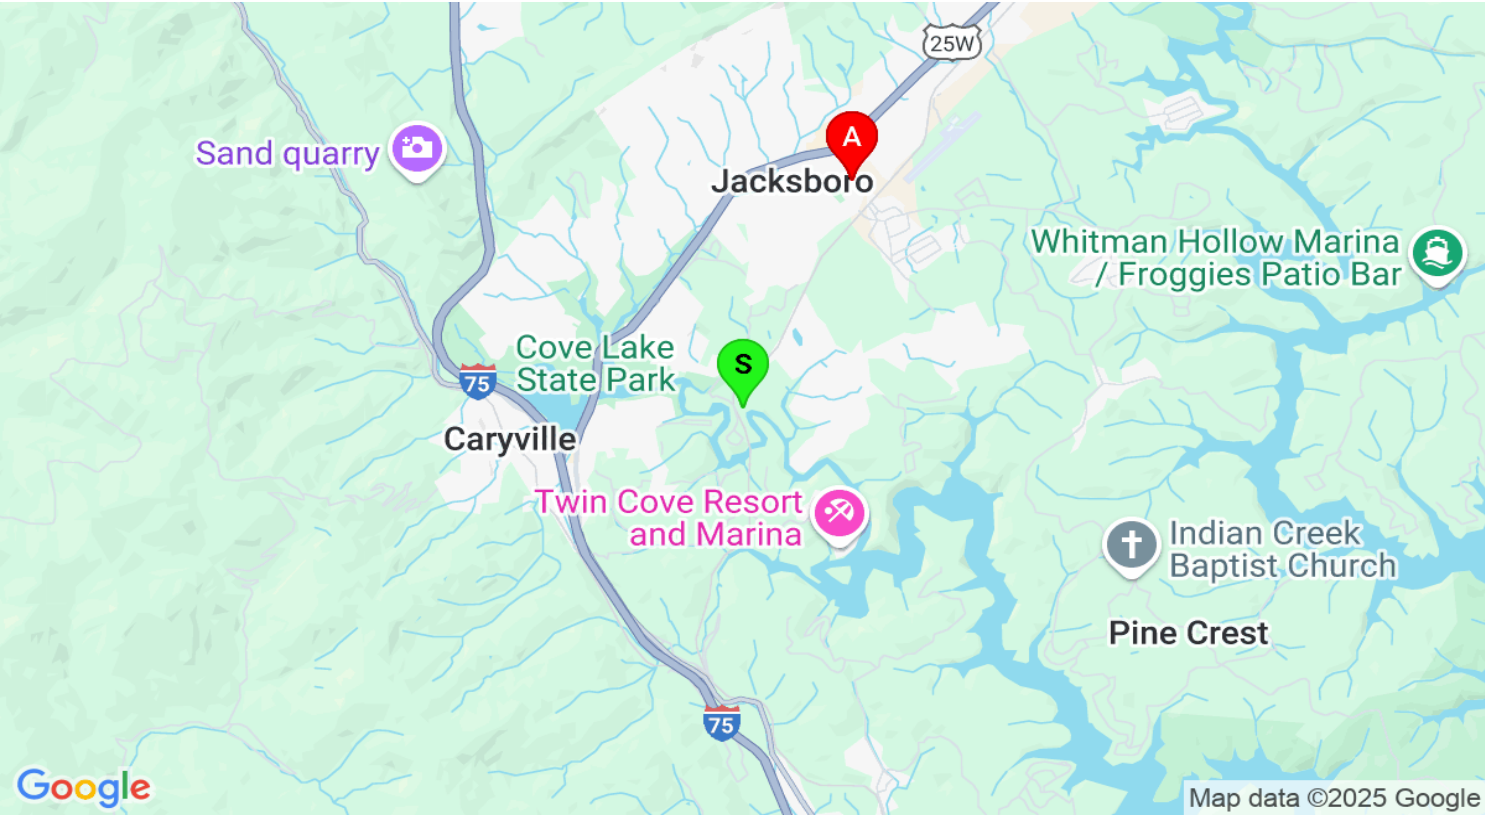 25W
A
Sand quarry
Jacksboro
Whitman Hollow Marina
/ Froggies Patio Bar
Cove Lake
State Park
S
75
Caryville
Twin Cove Resort
and Marina
Indian Creek
Baptist Church
Pine Crest
75
Google
Map data ©2025 Google